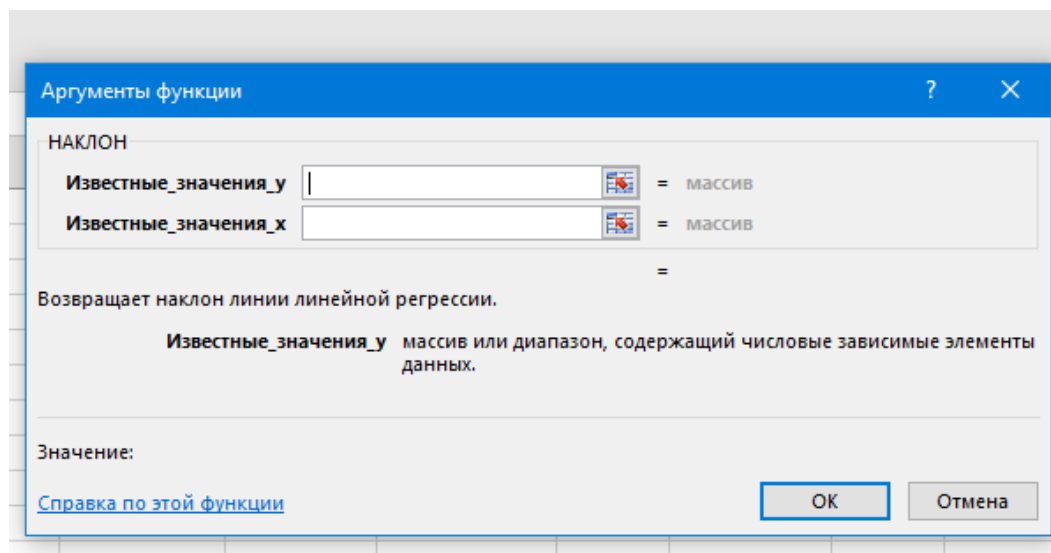 Аргументы функции ?
НАКЛОН
Известные_значения_y = массив
Известные_значения_x = массив
=
Возвращает наклон линии линейной регрессии.
Известные_значения_y массив или диапазон, содержащий числовые зависимые элементы
данных.
Значение:
Справка по этой функции ОК Отмена